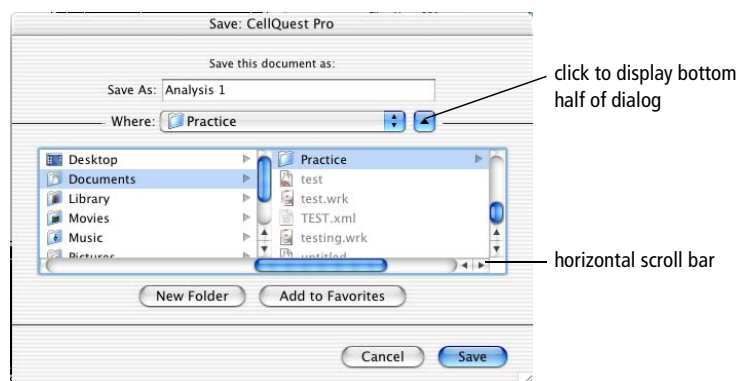 Save: CellQuest Pro
Save this document as:
Save As: Analysis 1
Where: Practice
click to display bottom
half of dialog
Desktop
Documents
Library
Movies
Music
Pictures
Practice
test
test.wrk
TEST.xml
testing.wrk
untitled
horizontal scroll bar
New Folder
Add to Favorites
Cancel
Save